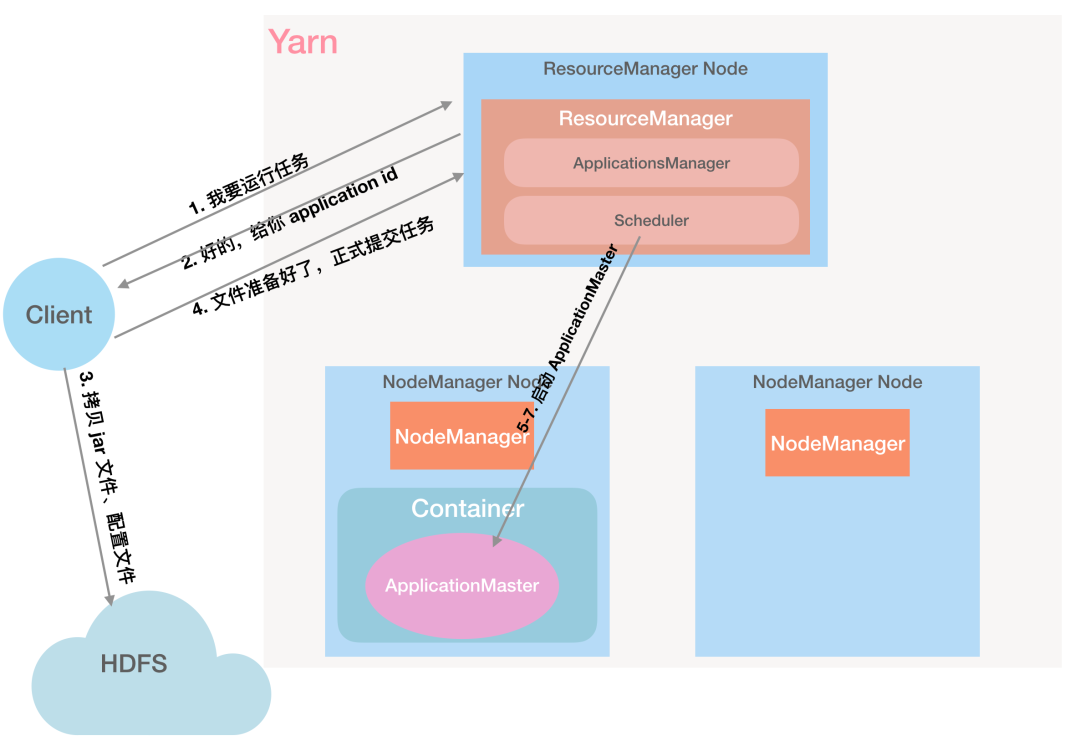 Yarn
ResourceManager Node
ResourceManager
ApplicationsManager
Scheduler
1. 我要运行任务
2. 好的，给你 application id
4. 文件准备好了，正式提交任务
Client
3. 拷贝 jar 文件、配置文件
HDFS
5-7. 启动 ApplicationMaster
NodeManager Node
NodeManager
Container
ApplicationMaster
NodeManager Node
NodeManager